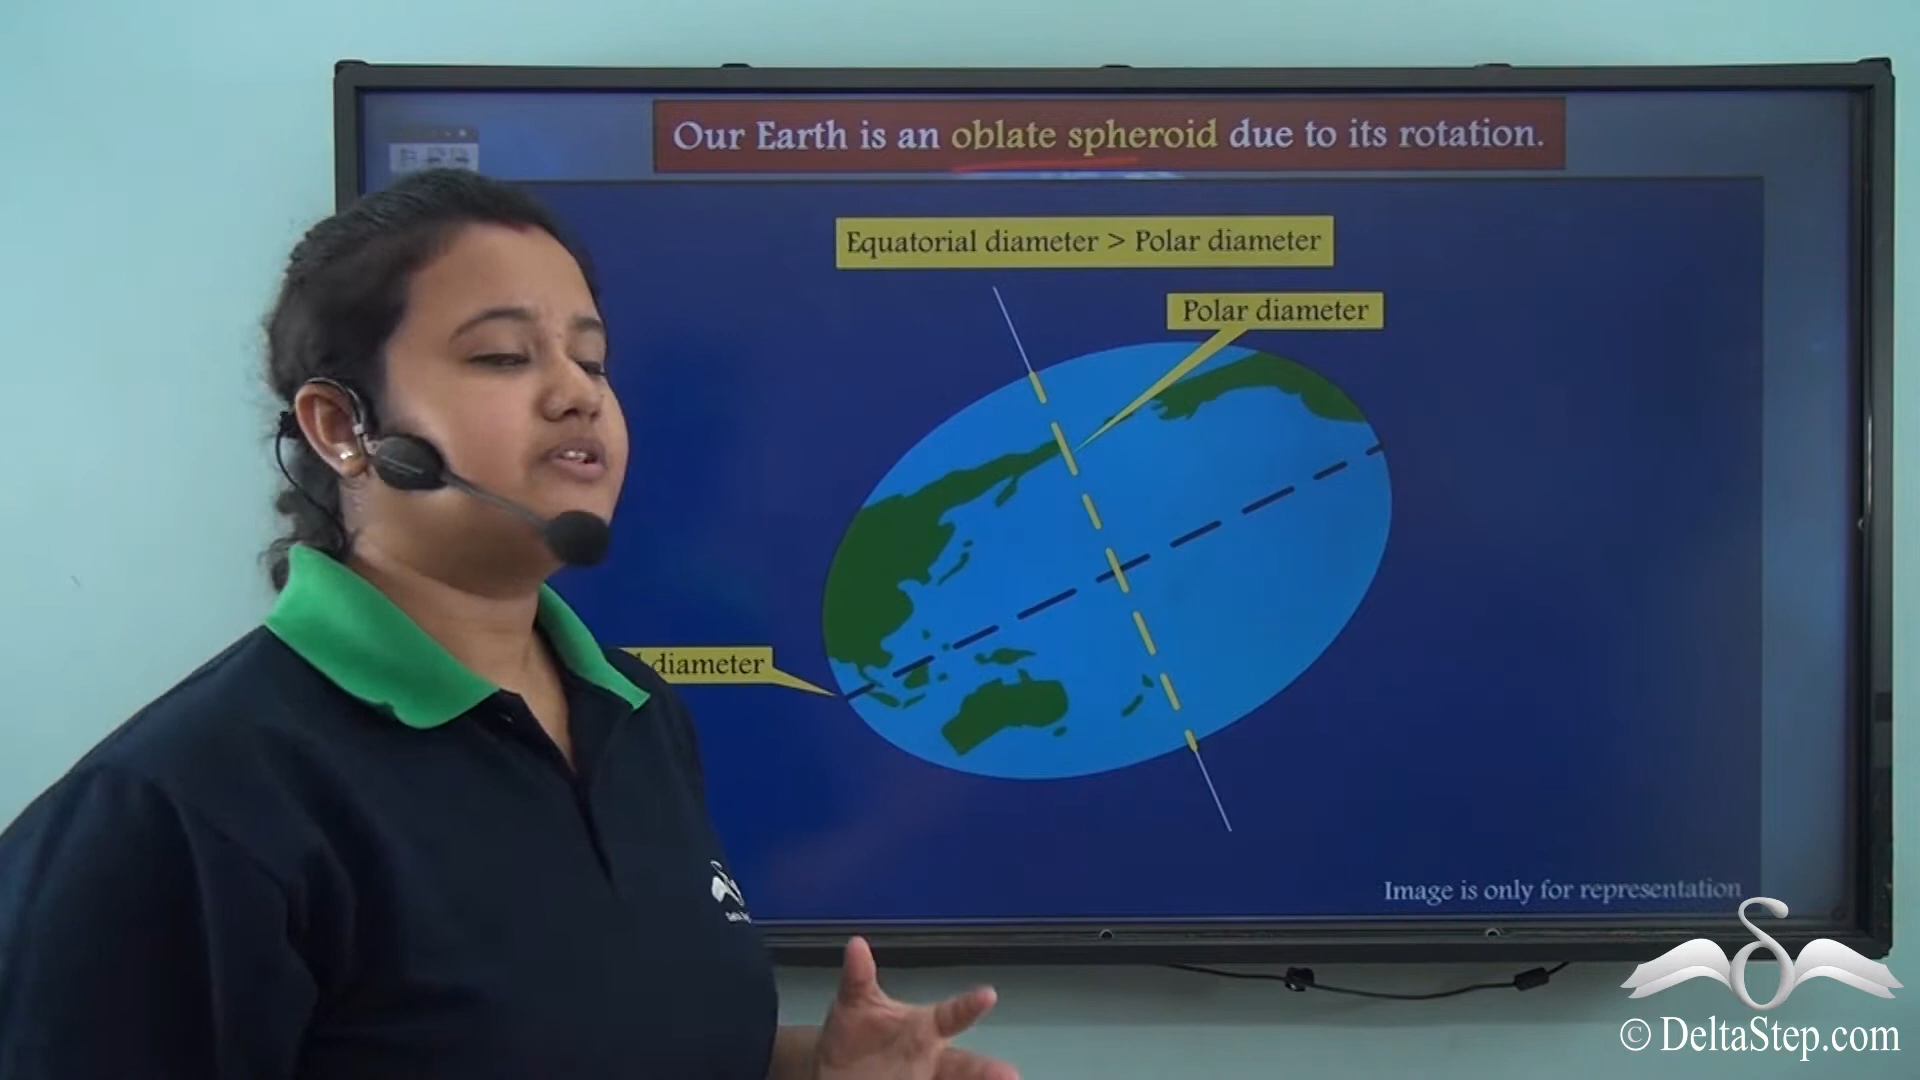 Our Earth is an oblate spheroid due to its rotation.
Equatorial diameter > Polar diameter
Polar diameter
diameter
Image is only for representation
© DeltaStep.com